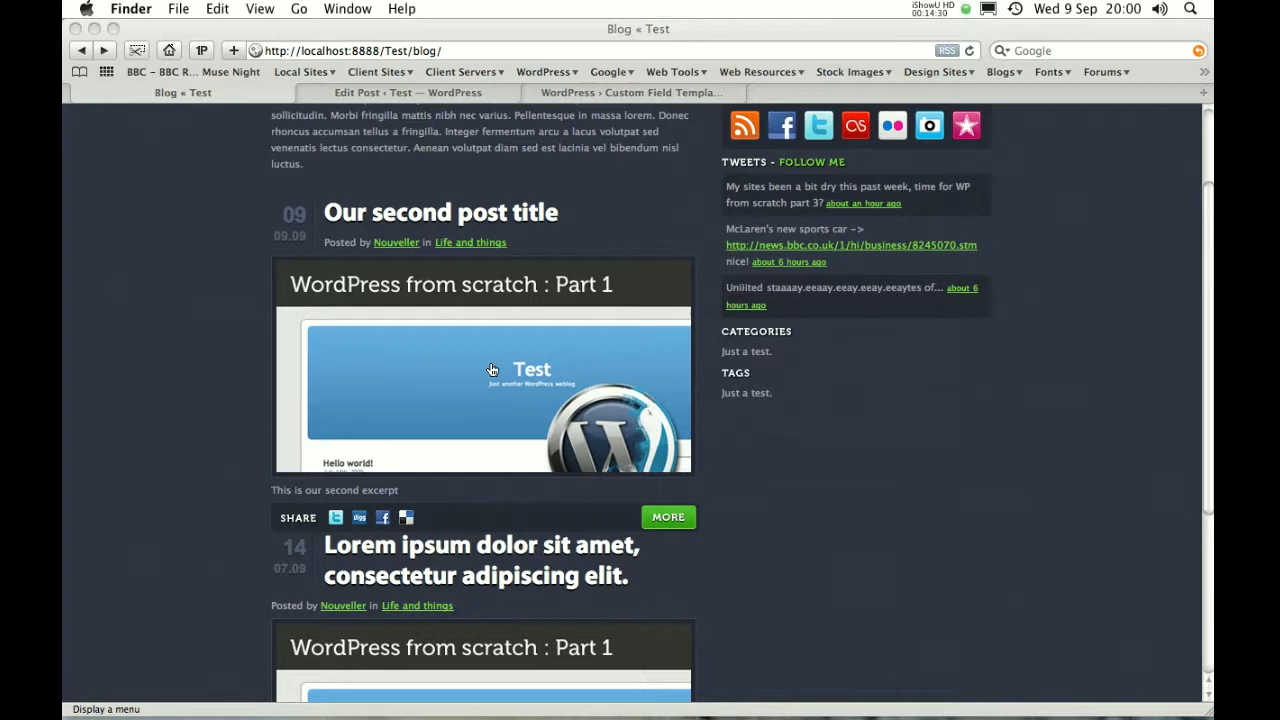 Finder File Edit View Go Window Help iShowU HD 00:14:30 Wed 9 Sep 20:00
Blog « Test
1P + http://localhost:8888/Test/blog/ RSS Google
BBC – BBC R... Muse Night Local Sites Client Sites Client Servers WordPress Google Web Tools Web Resources Stock Images Design Sites Blogs Fonts Forums
Blog « Test Edit Post ‹ Test — WordPress WordPress › Custom Field Templa...
sollicitudin. Morbi fringilla mattis nibh nec varius. Pellentesque in massa lorem. Donec
rhoncus accumsan tellus a fringilla. Integer fermentum arcu a lacus volutpat sed
venenatis lectus consectetur. Aenean volutpat diam sed est lacinia vel bibendum nisl
luctus.
09
09.09
Our second post title
Posted by Nouveller in Life and things
WordPress from scratch : Part 1
Test
Just another WordPress weblog
Hello world!
This is our second excerpt
SHARE digg MORE
14
07.09
Lorem ipsum dolor sit amet,
consectetur adipiscing elit.
Posted by Nouveller in Life and things
WordPress from scratch : Part 1
TWEETS - FOLLOW ME
My sites been a bit dry this past week, time for WP
from scratch part 3? about an hour ago
McLaren's new sports car –>
http://news.bbc.co.uk/1/hi/business/8245070.stm
nice! about 6 hours ago
Uniiited staaaay.eeaay.eeay.eeay.eeaytes of... about 6
hours ago
CATEGORIES
Just a test.
TAGS
Just a test.
Display a menu